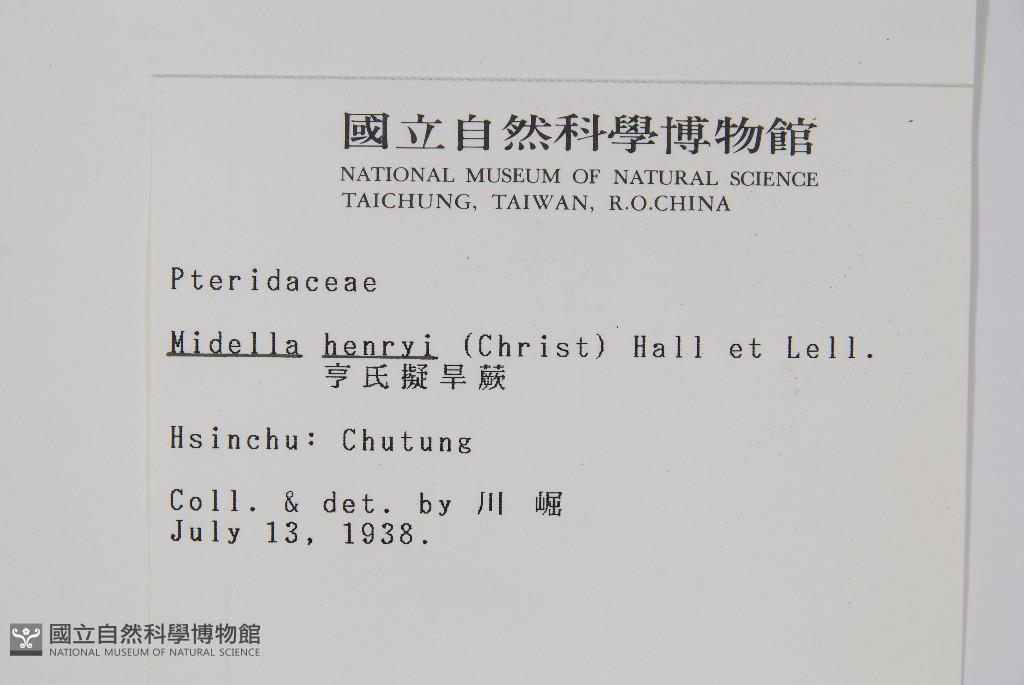 國立自然科學博物館
NATIONAL MUSEUM OF NATURAL SCIENCE
TAICHUNG, TAIWAN, R.O.CHINA
Pteridaceae
Midella henryi (Christ) Hall et Lell.
亨氏擬旱蕨
Hsinchu: Chutung
Coll. & det. by 川 崛
July 13, 1938.
國立自然科學博物館
NATIONAL MUSEUM OF NATURAL SCIENCE